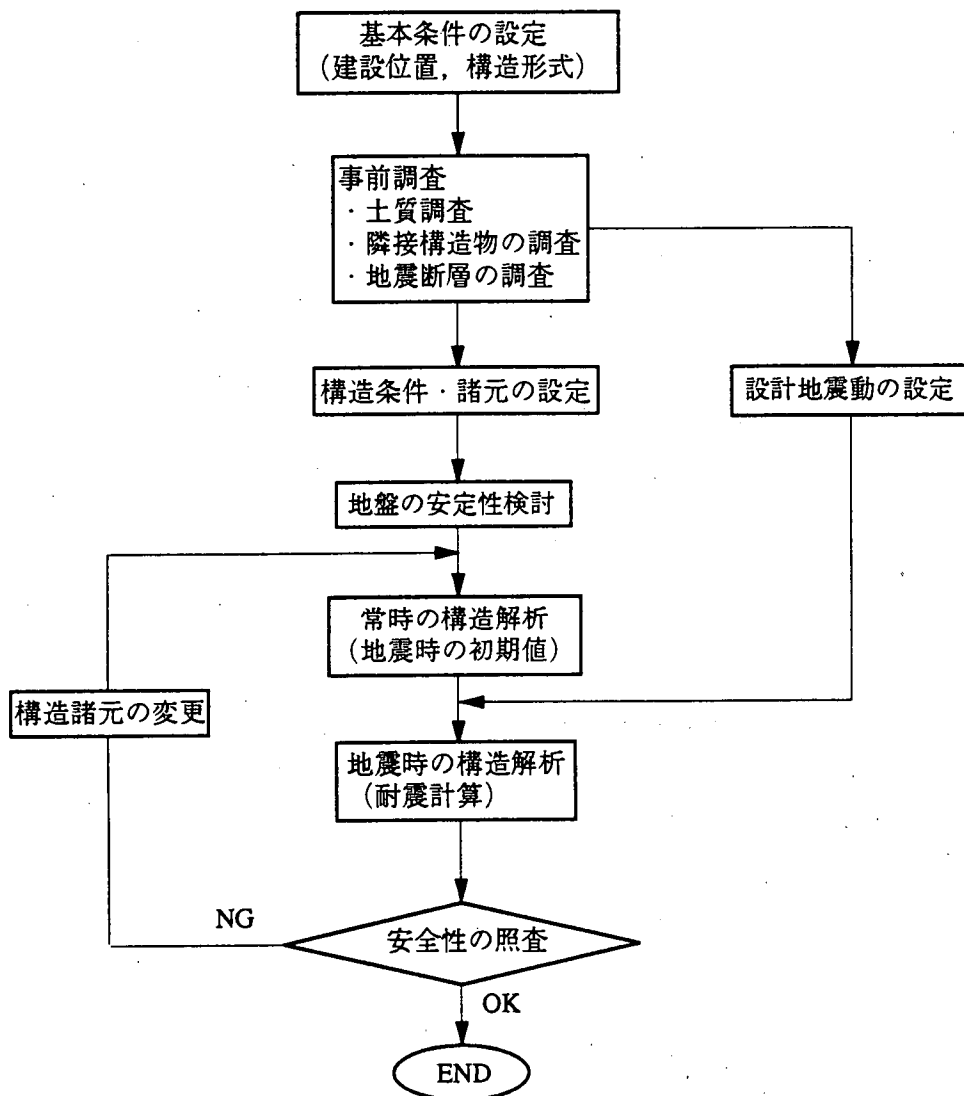 基本条件の設定
(建設位置，構造形式)
事前調査
・土質調査
・隣接構造物の調査
・地震断層の調査
構造条件・諸元の設定
設計地震動の設定
地盤の安定性検討
常時の構造解析
(地震時の初期値)
構造諸元の変更
地震時の構造解析
(耐震計算)
NG
安全性の照査
OK
END